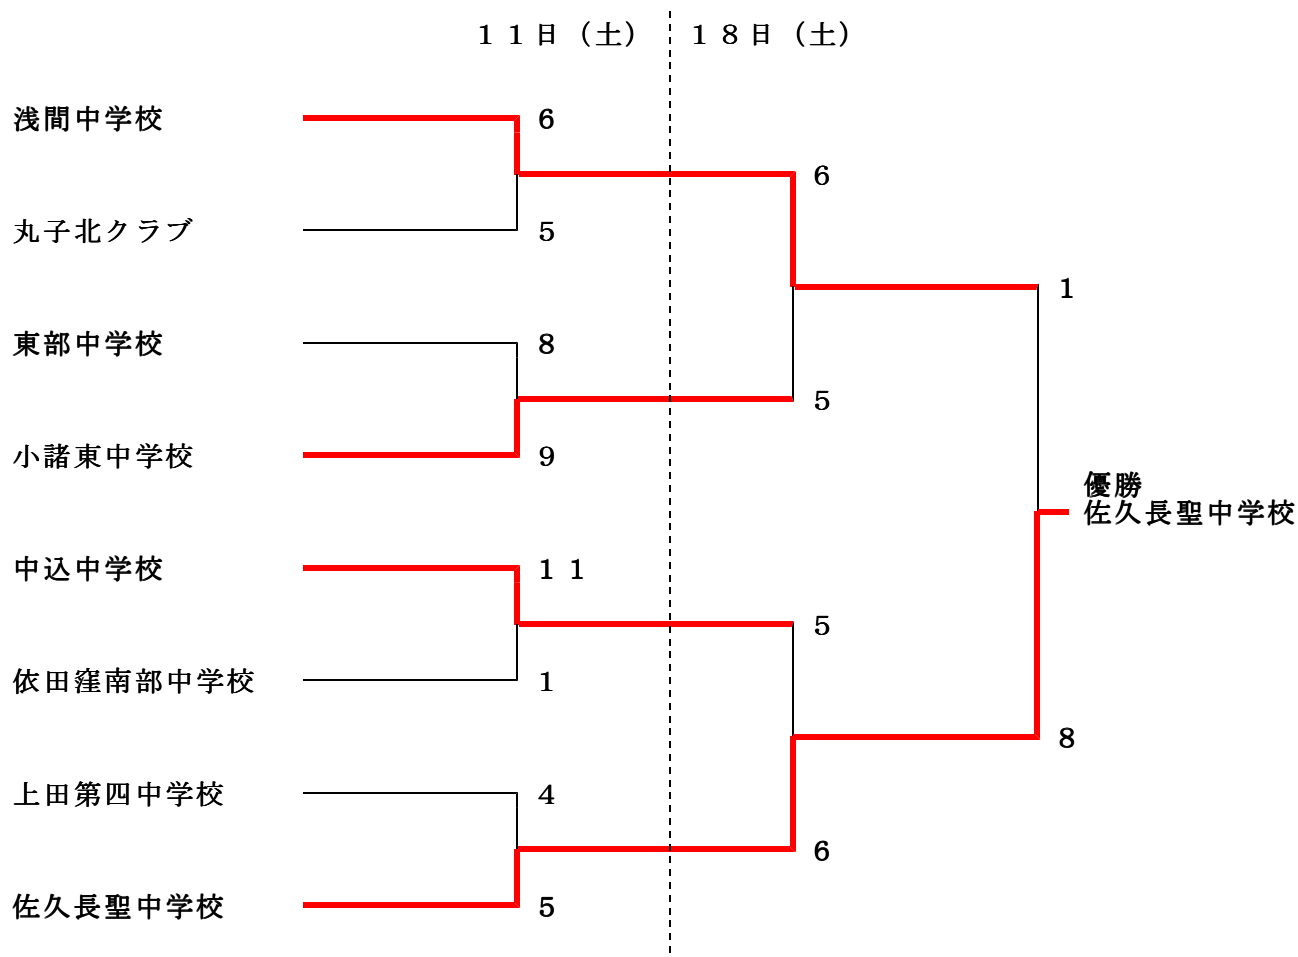 １１日（土）
１８日（土）
浅間中学校
6
6
丸子北クラブ
5
1
東部中学校
8
5
小諸東中学校
9
優勝
佐久長聖中学校
中込中学校
１１
5
依田窪南部中学校
1
8
上田第四中学校
4
6
佐久長聖中学校
5